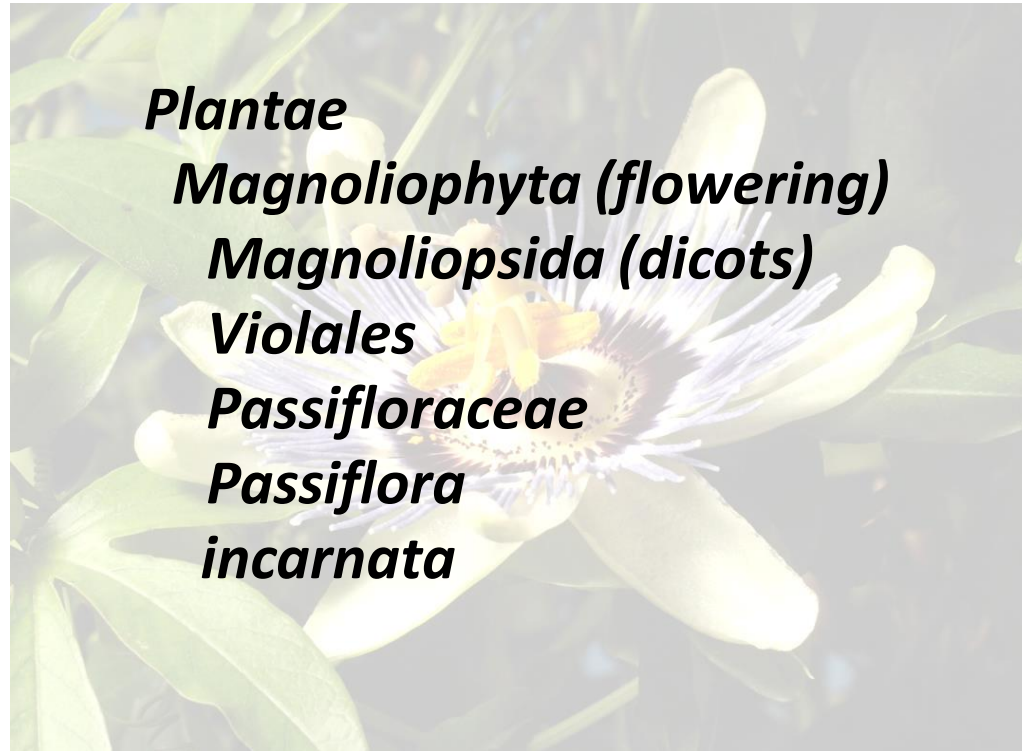 Plantae
Magnoliophyta (flowering)
Magnoliopsida (dicots)
Violales
Passifloraceae
Passiflora
incarnata